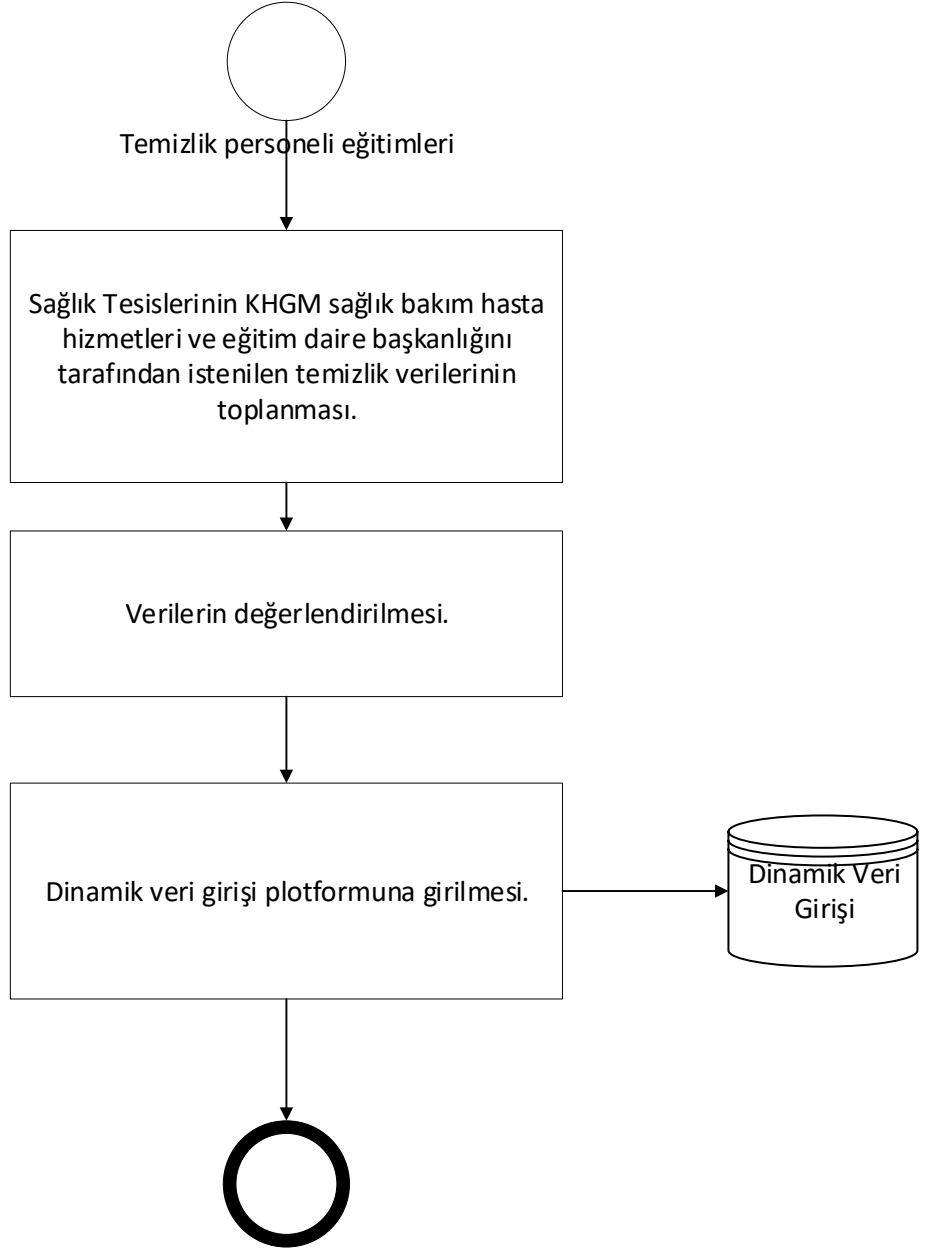 Temizlik personeli eğitimleri
Sağlık Tesislerinin KHGM sağlık bakım hasta
hizmetleri ve eğitim daire başkanlığını
tarafından istenilen temizlik verilerinin
toplanması.
Verilerin değerlendirilmesi.
Dinamik veri girişi plotformuna girilmesi.
Dinamik Veri
Girişi